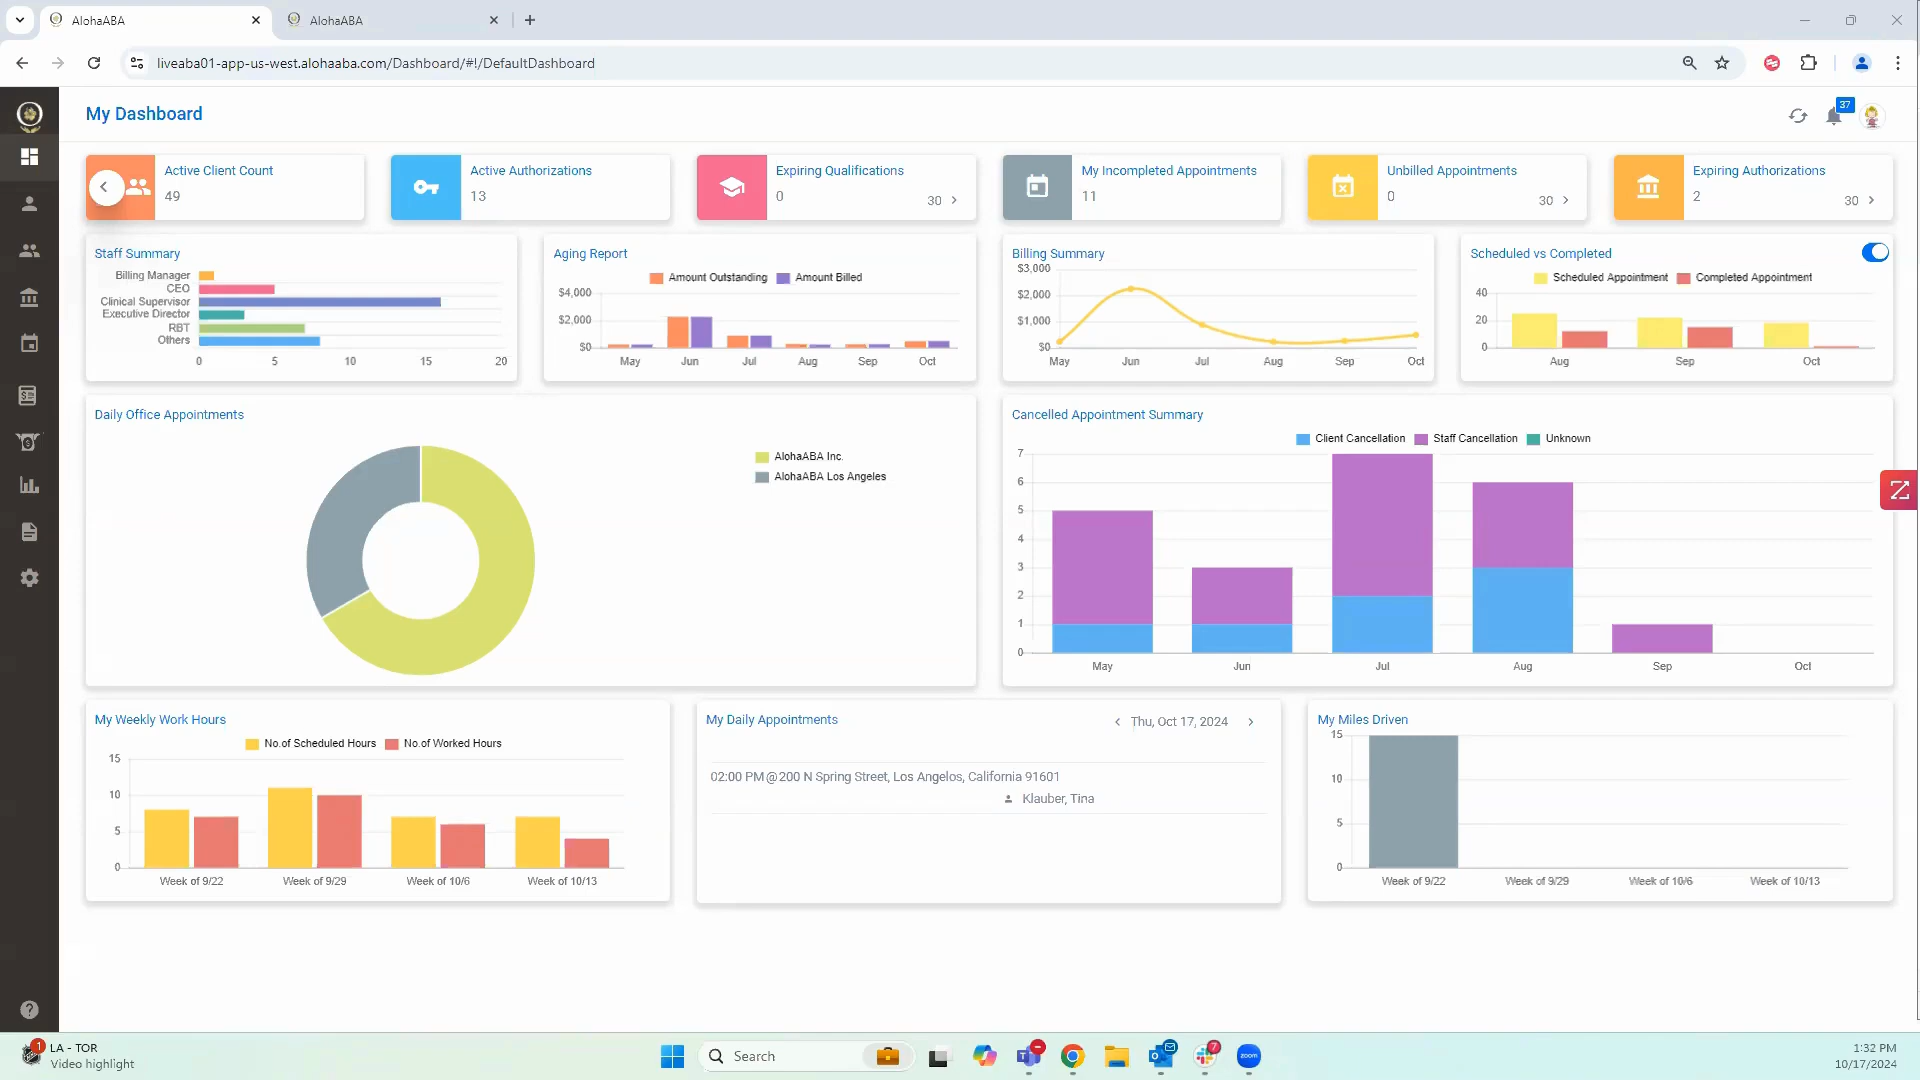 AlohaABA
AlohaABA
liveaba01-app-us-west.alohaaba.com/Dashboard/#!/DefaultDashboard
My Dashboard
37
Active Client Count
49
Active Authorizations
13
Expiring Qualifications
0
30
My Incompleted Appointments
11
Unbilled Appointments
0
30
Expiring Authorizations
2
30
Staff Summary
Billing Manager
CEO
Clinical Supervisor
Executive Director
RBT
Others
0 5 10 15 20
Aging Report
Amount Outstanding Amount Billed
$4,000
$2,000
$0
May Jun Jul Aug Sep Oct
Billing Summary
$3,000
$2,000
$1,000
$0
May Jun Jul Aug Sep Oct
Scheduled vs Completed
Scheduled Appointment Completed Appointment
40
20
0
Aug Sep Oct
Daily Office Appointments
AlohaABA Inc.
AlohaABA Los Angeles
Cancelled Appointment Summary
Client Cancellation Staff Cancellation Unknown
7
6
5
4
3
2
1
0
May Jun Jul Aug Sep Oct
My Weekly Work Hours
No.of Scheduled Hours No.of Worked Hours
15
10
5
0
Week of 9/22 Week of 9/29 Week of 10/6 Week of 10/13
My Daily Appointments
Thu, Oct 17, 2024
02:00 PM@200 N Spring Street, Los Angelos, California 91601
Klauber, Tina
My Miles Driven
15
10
5
0
Week of 9/22 Week of 9/29 Week of 10/6 Week of 10/13
1
LA - TOR
Video highlight
Search
7
zoom
1:32 PM
10/17/2024